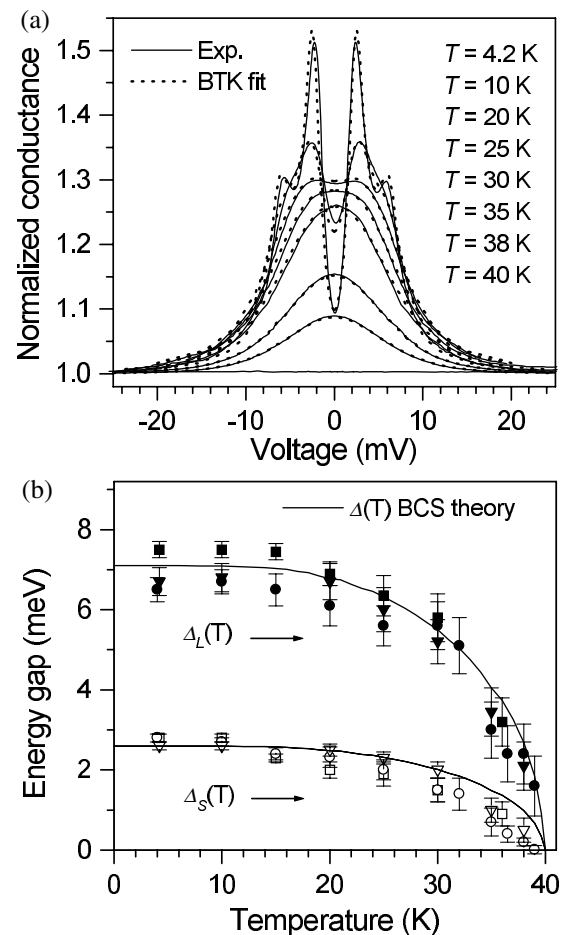 (a)
1.5
1.4
1.3
1.2
1.1
1.0
Normalized conductance
Exp.
BTK fit
T = 4.2 K
T = 10 K
T = 20 K
T = 25 K
T = 30 K
T = 35 K
T = 38 K
T = 40 K
-20 -10 0 10 20
Voltage (mV)
(b)
8
6
4
2
0
Energy gap (meV)
Δ(T) BCS theory
Δ_L(T)
Δ_S(T)
0 10 20 30 40
Temperature (K)